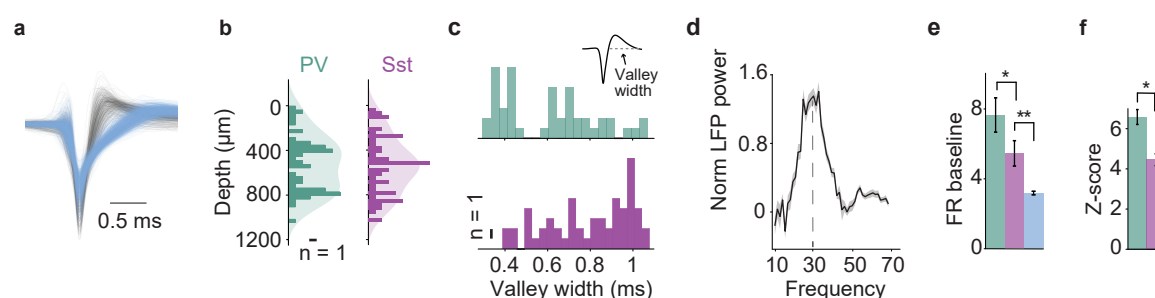 a
0.5 ms
b
PV
Sst
Depth (µm)
0
400
800
1200
n = 1
c
Valley
width
n = 1
0.4
0.6
0.8
1
Valley width (ms)
d
Norm LFP power
1.6
0.8
0
10
30
50
70
Frequency
e
FR baseline
8
4
0
*
**
f
Z-score
6
4
2
0
*